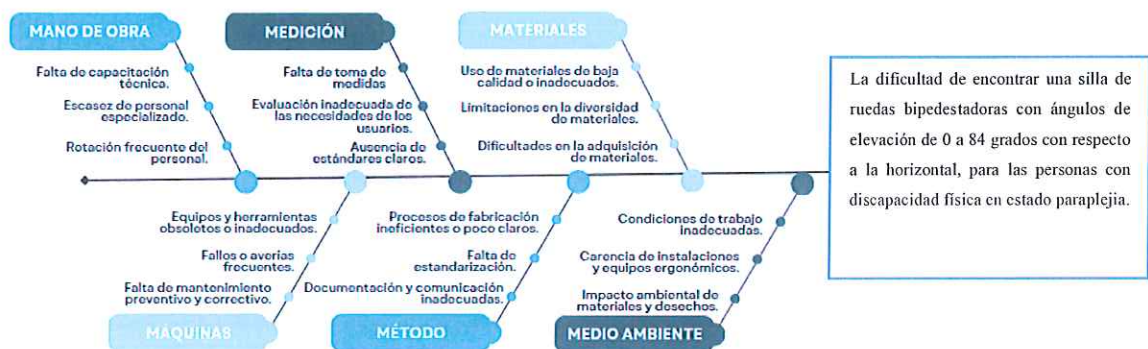 MANO DE OBRA
MEDICIÓN
MATERIALES
Falta de capacitación
técnica.
Escasez de personal
especializado.
Rotación frecuente del
personal.
Falta de toma de
medidas
Evaluación inadecuada de
las necesidades de los
usuarios.
Ausencia de
estándares claros.
Uso de materiales de baja
calidad o inadecuados.
Limitaciones en la diversidad
de materiales.
Dificultades en la adquisición
de materiales.
La dificultad de encontrar una silla de
ruedas bipedestadoras con ángulos de
elevación de 0 a 84 grados con respecto
a la horizontal, para las personas con
discapacidad física en estado paraplejia.
Equipos y herramientas
obsoletos o inadecuados.
Fallos o averías
frecuentes.
Falta de mantenimiento
preventivo y correctivo.
Procesos de fabricación
ineficientes o poco claros.
Falta de
estandarización.
Documentación y comunicación
inadecuadas.
Condiciones de trabajo
inadecuadas.
Carencia de instalaciones
y equipos ergonómicos.
Impacto ambiental de
materiales y desechos.
MÁQUINAS
MÉTODO
MEDIO AMBIENTE